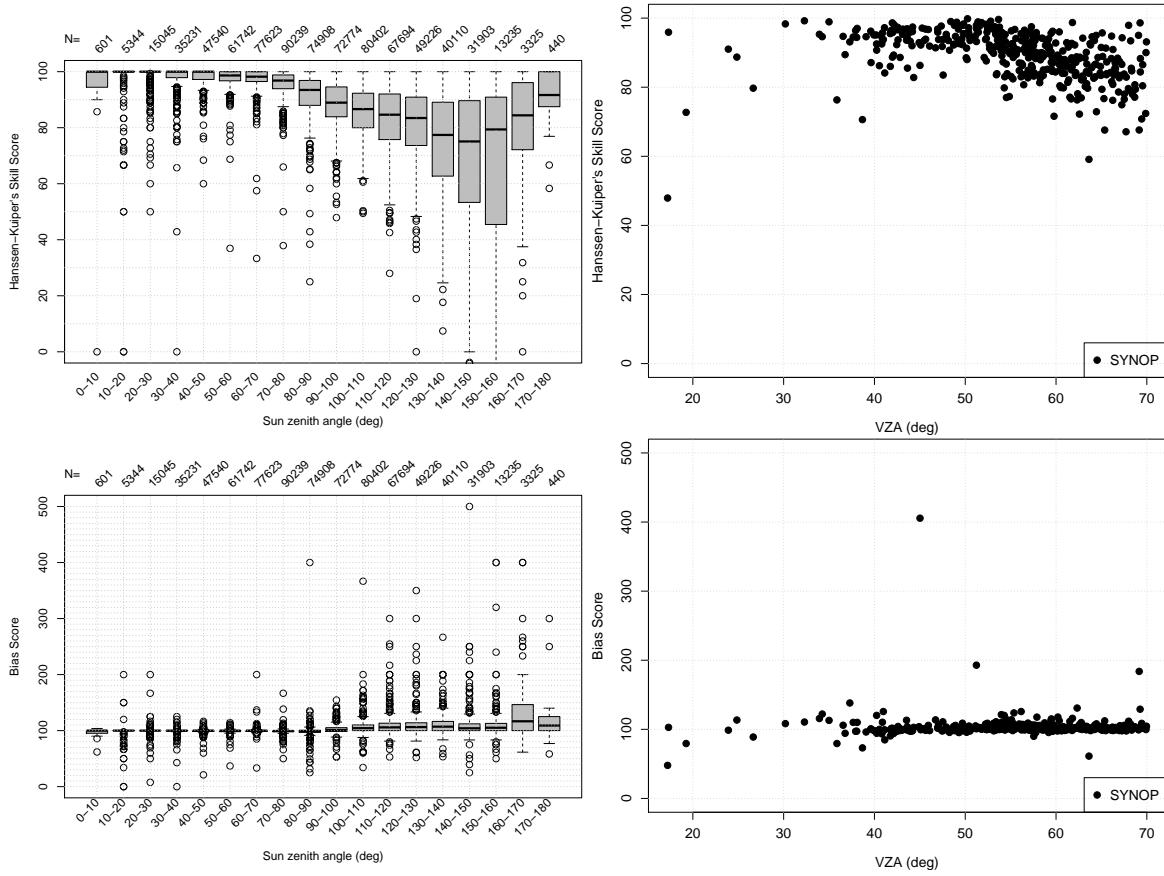 N= 601 5344 15045 35231 47540 61742 77623 90239 74908 72774 80402 67694 49226 40110 31903 13235 3325 440
Hanssen−Kuiper's Skill Score
100
80
60
40
20
0
0−10 10−20 20−30 30−40 40−50 50−60 60−70 70−80 80−90 90−100 100−110 110−120 120−130 130−140 140−150 150−160 160−170 170−180
Sun zenith angle (deg)
Hanssen−Kuiper's Skill Score
100
80
60
40
20
0
SYNOP
20 30 40 50 60 70
VZA (deg)
N= 601 5344 15045 35231 47540 61742 77623 90239 74908 72774 80402 67694 49226 40110 31903 13235 3325 440
Bias Score
500
400
300
200
100
0
0−10 10−20 20−30 30−40 40−50 50−60 60−70 70−80 80−90 90−100 100−110 110−120 120−130 130−140 140−150 150−160 160−170 170−180
Sun zenith angle (deg)
Bias Score
500
400
300
200
100
0
SYNOP
20 30 40 50 60 70
VZA (deg)